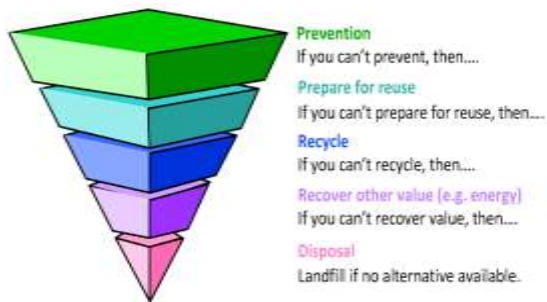 Prevention
If you can't prevent, then....
Prepare for reuse
If you can't prepare for reuse, then....
Recycle
If you can't recycle, then....
Recover other value (e.g. energy)
If you can't recover value, then....
Disposal
Landfill if no alternative available.